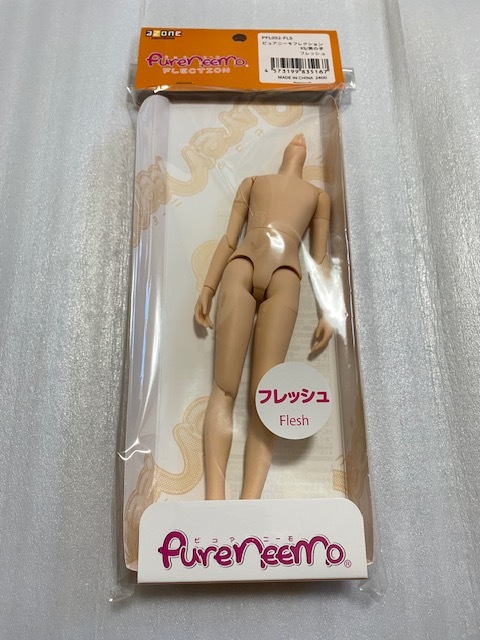 aZONE
PureNeemo
FLECTION
PFL092-FLS
ピュアニーモフレクション
XS/男の子
フレッシュ
4 573199 835167
MADE IN CHINA 2400
フレッシュ
Flesh
ピュアニーモ
PureNeemo®